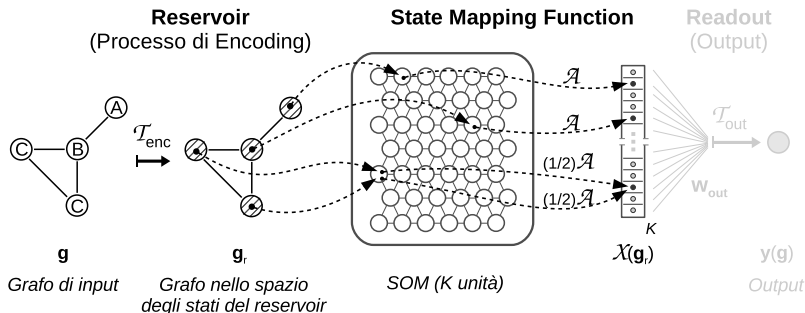 Reservoir
(Processo di Encoding)
State Mapping Function
Readout
(Output)
A
C
B
C
𝒯enc
𝒜
𝒜
(1/2) 𝒜
(1/2) 𝒜
K
𝒯out
wout
g
gr
𝒳(gr)
y(g)
Grafo di input
Grafo nello spazio
degli stati del reservoir
SOM (K unità)
Output